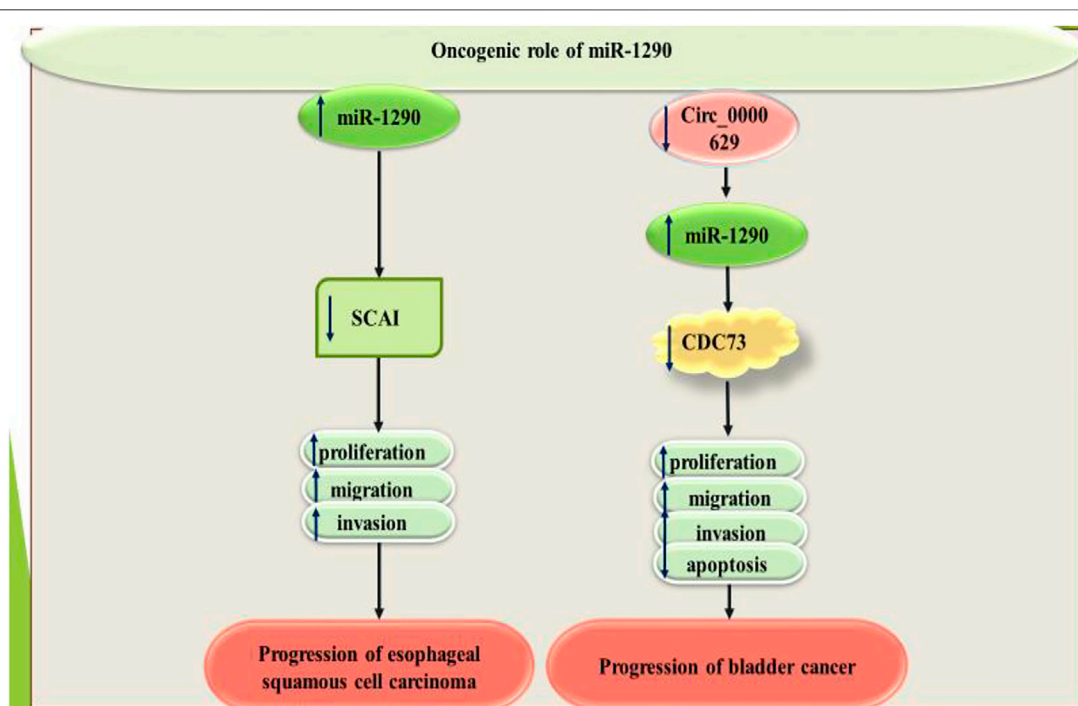 Oncogenic role of miR-1290
miR-1290
SCAI
proliferation
migration
invasion
Progression of esophageal
squamous cell carcinoma
Circ_0000
629
miR-1290
CDC73
proliferation
migration
invasion
apoptosis
Progression of bladder cancer